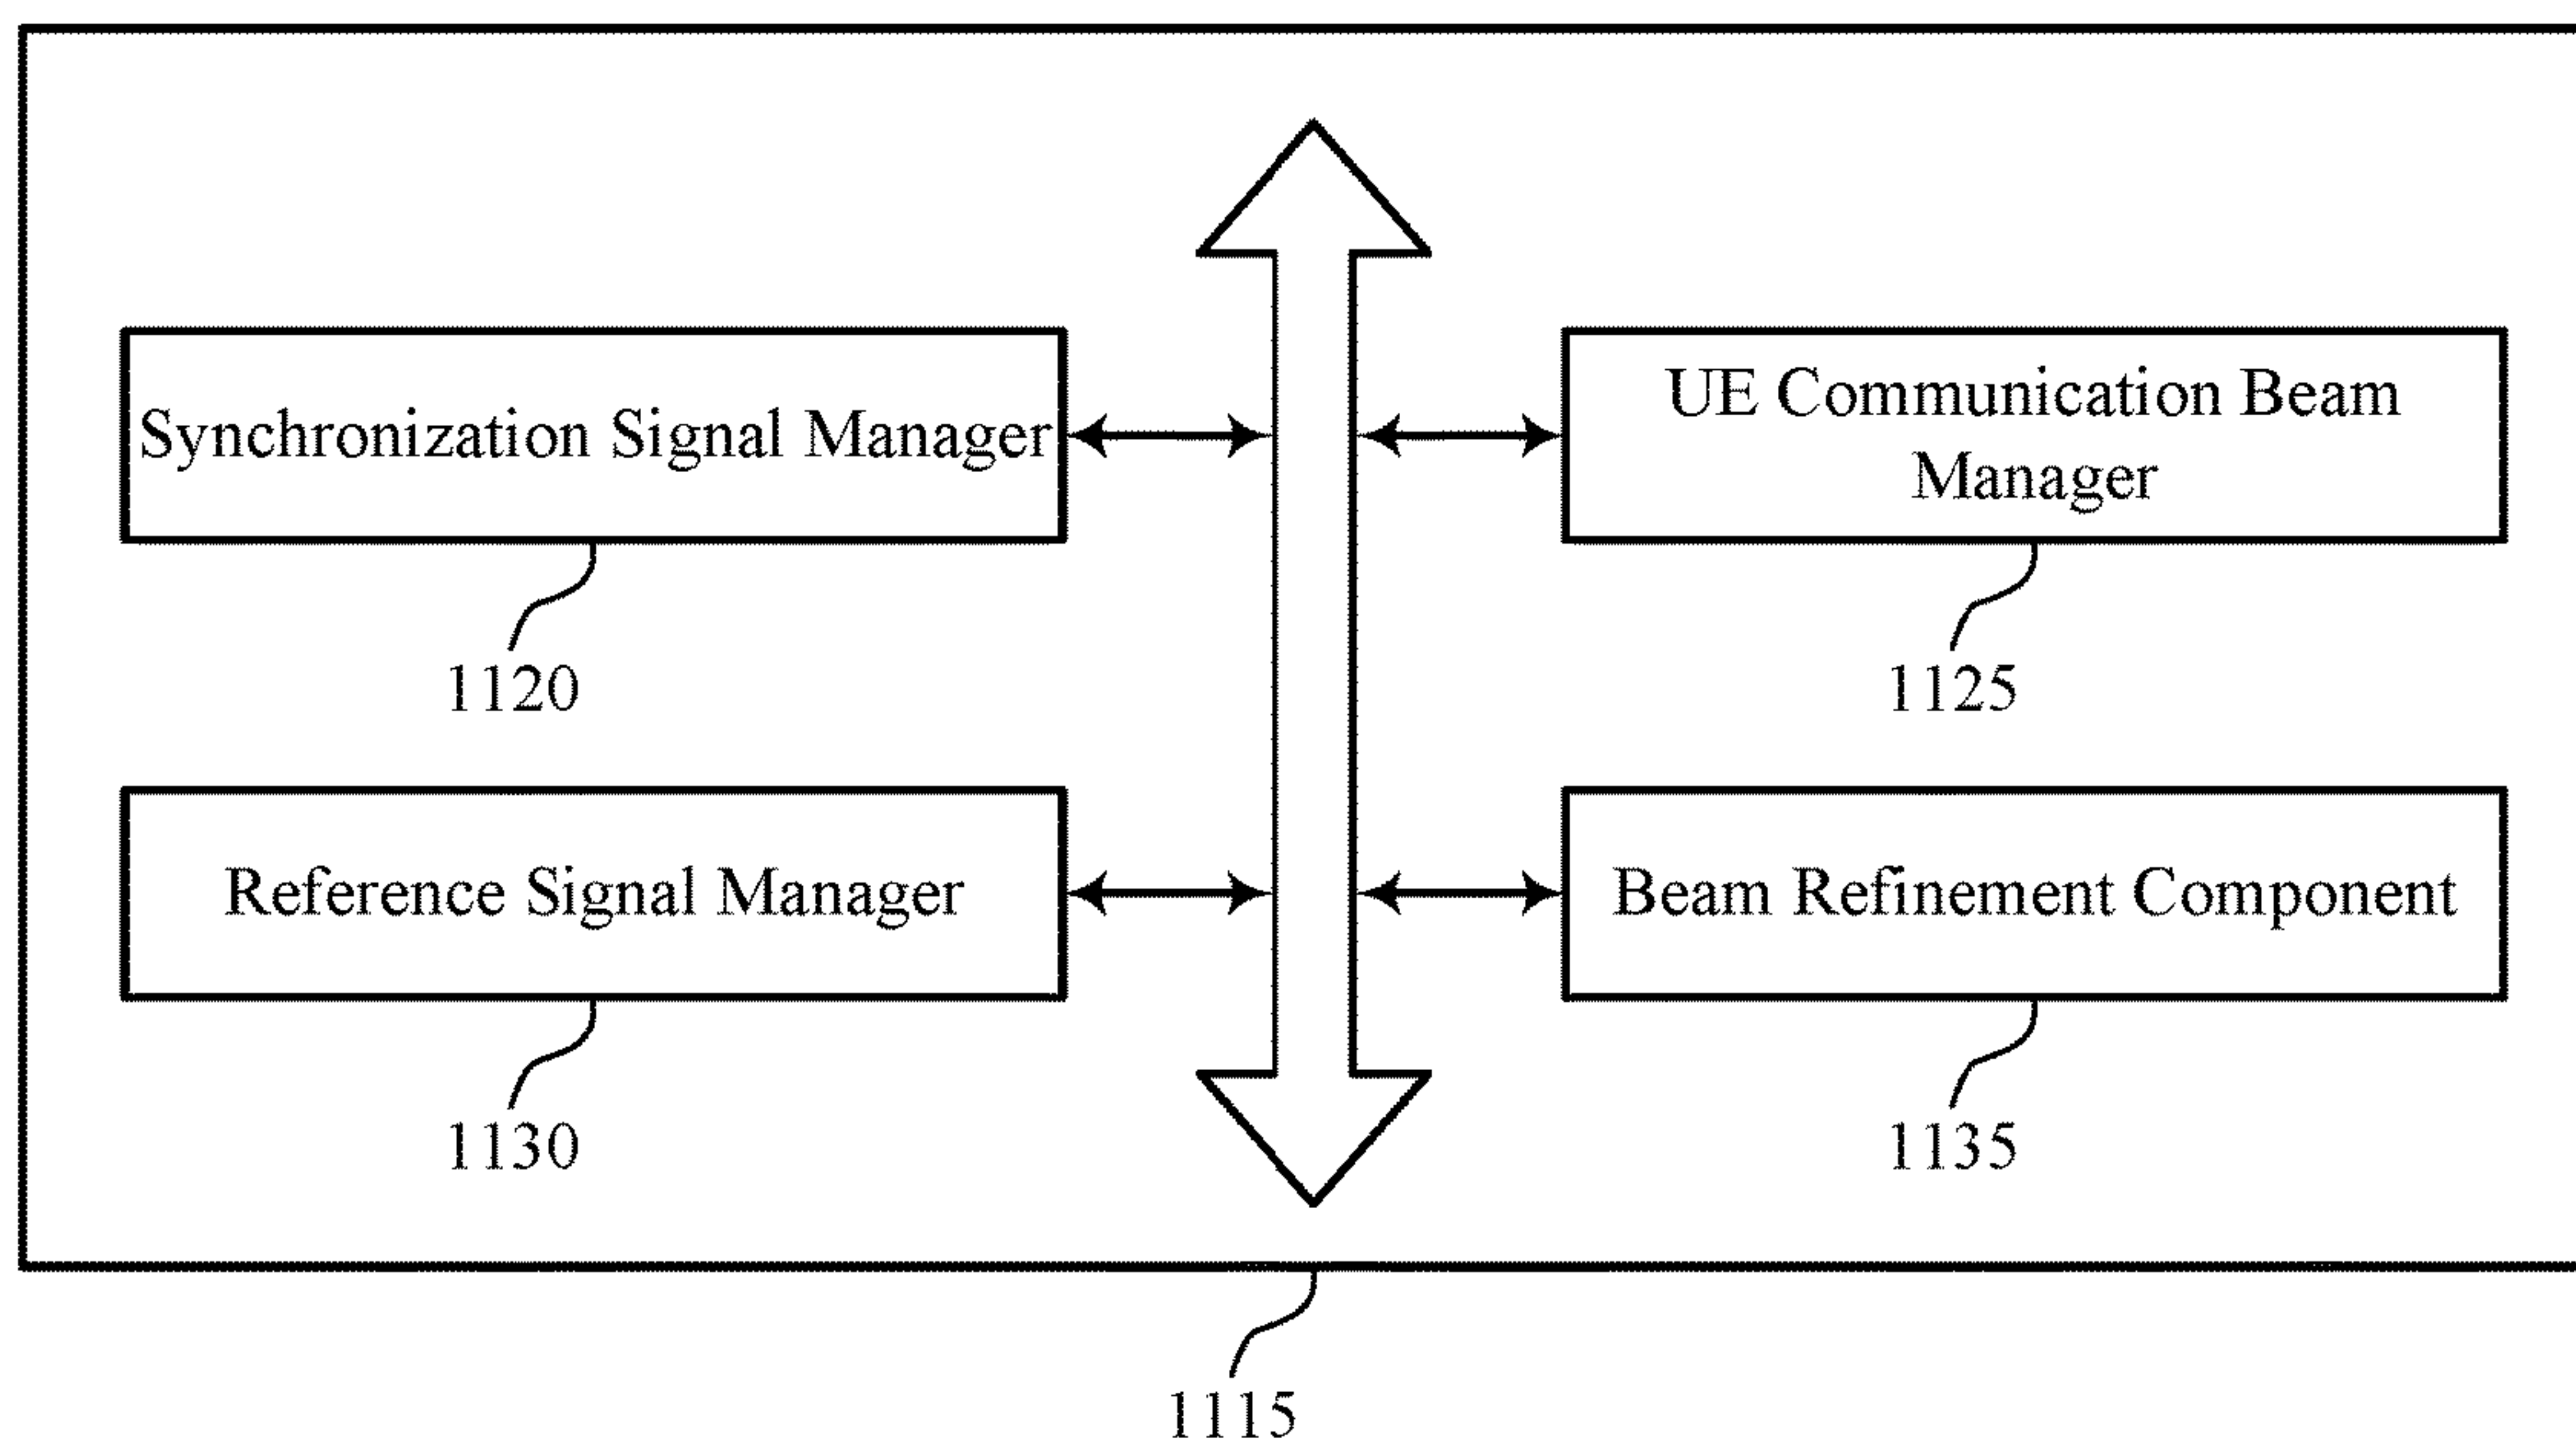 Synchronization Signal Manager
UE Communication Beam
Manager
1120
1125
Reference Signal Manager
Beam Refinement Component
1130
1135
1115